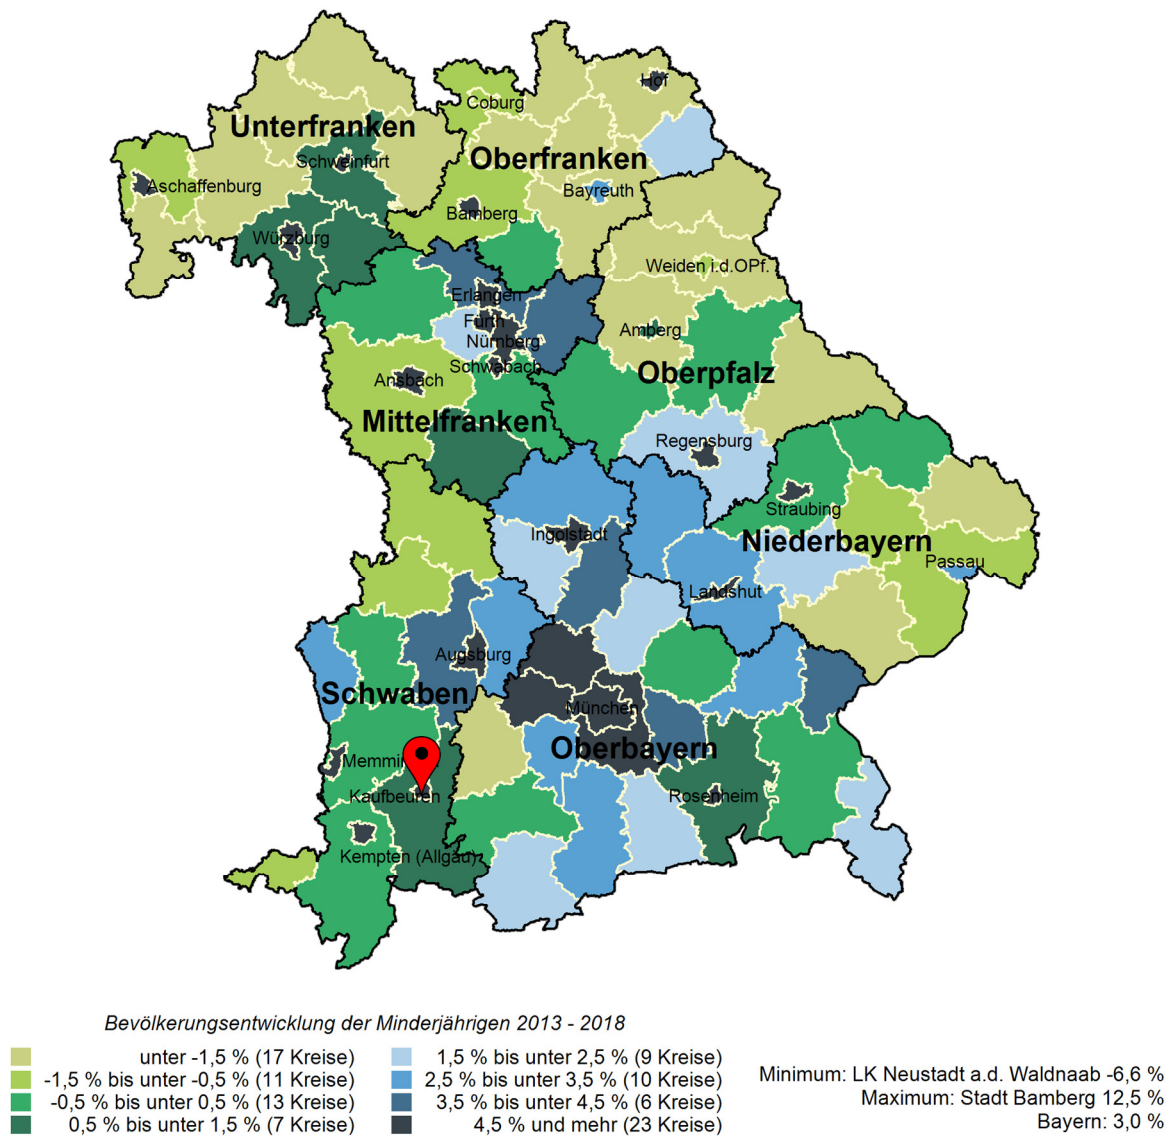 Hof
Coburg
Unterfranken
Oberfranken
Schweinfurt
Aschaffenburg
Bayreuth
Bamberg
Würzburg
Weiden i.d.OPf.
Erlangen
Fürth
Amberg
Nürnberg
Schwabach
Oberpfalz
Ansbach
Mittelfranken
Regensburg
Straubing
Ingolstadt
Niederbayern
Passau
Landshut
Augsburg
Schwaben
München
Oberbayern
Memmi
Kaufbeuren
Rosenheim
Kempten (Allgäu)
Bevölkerungsentwicklung der Minderjährigen 2013 - 2018
unter -1,5 % (17 Kreise)
-1,5 % bis unter -0,5 % (11 Kreise)
-0,5 % bis unter 0,5 % (13 Kreise)
0,5 % bis unter 1,5 % (7 Kreise)
1,5 % bis unter 2,5 % (9 Kreise)
2,5 % bis unter 3,5 % (10 Kreise)
3,5 % bis unter 4,5 % (6 Kreise)
4,5 % und mehr (23 Kreise)
Minimum: LK Neustadt a.d. Waldnaab -6,6 %
Maximum: Stadt Bamberg 12,5 %
Bayern: 3,0 %